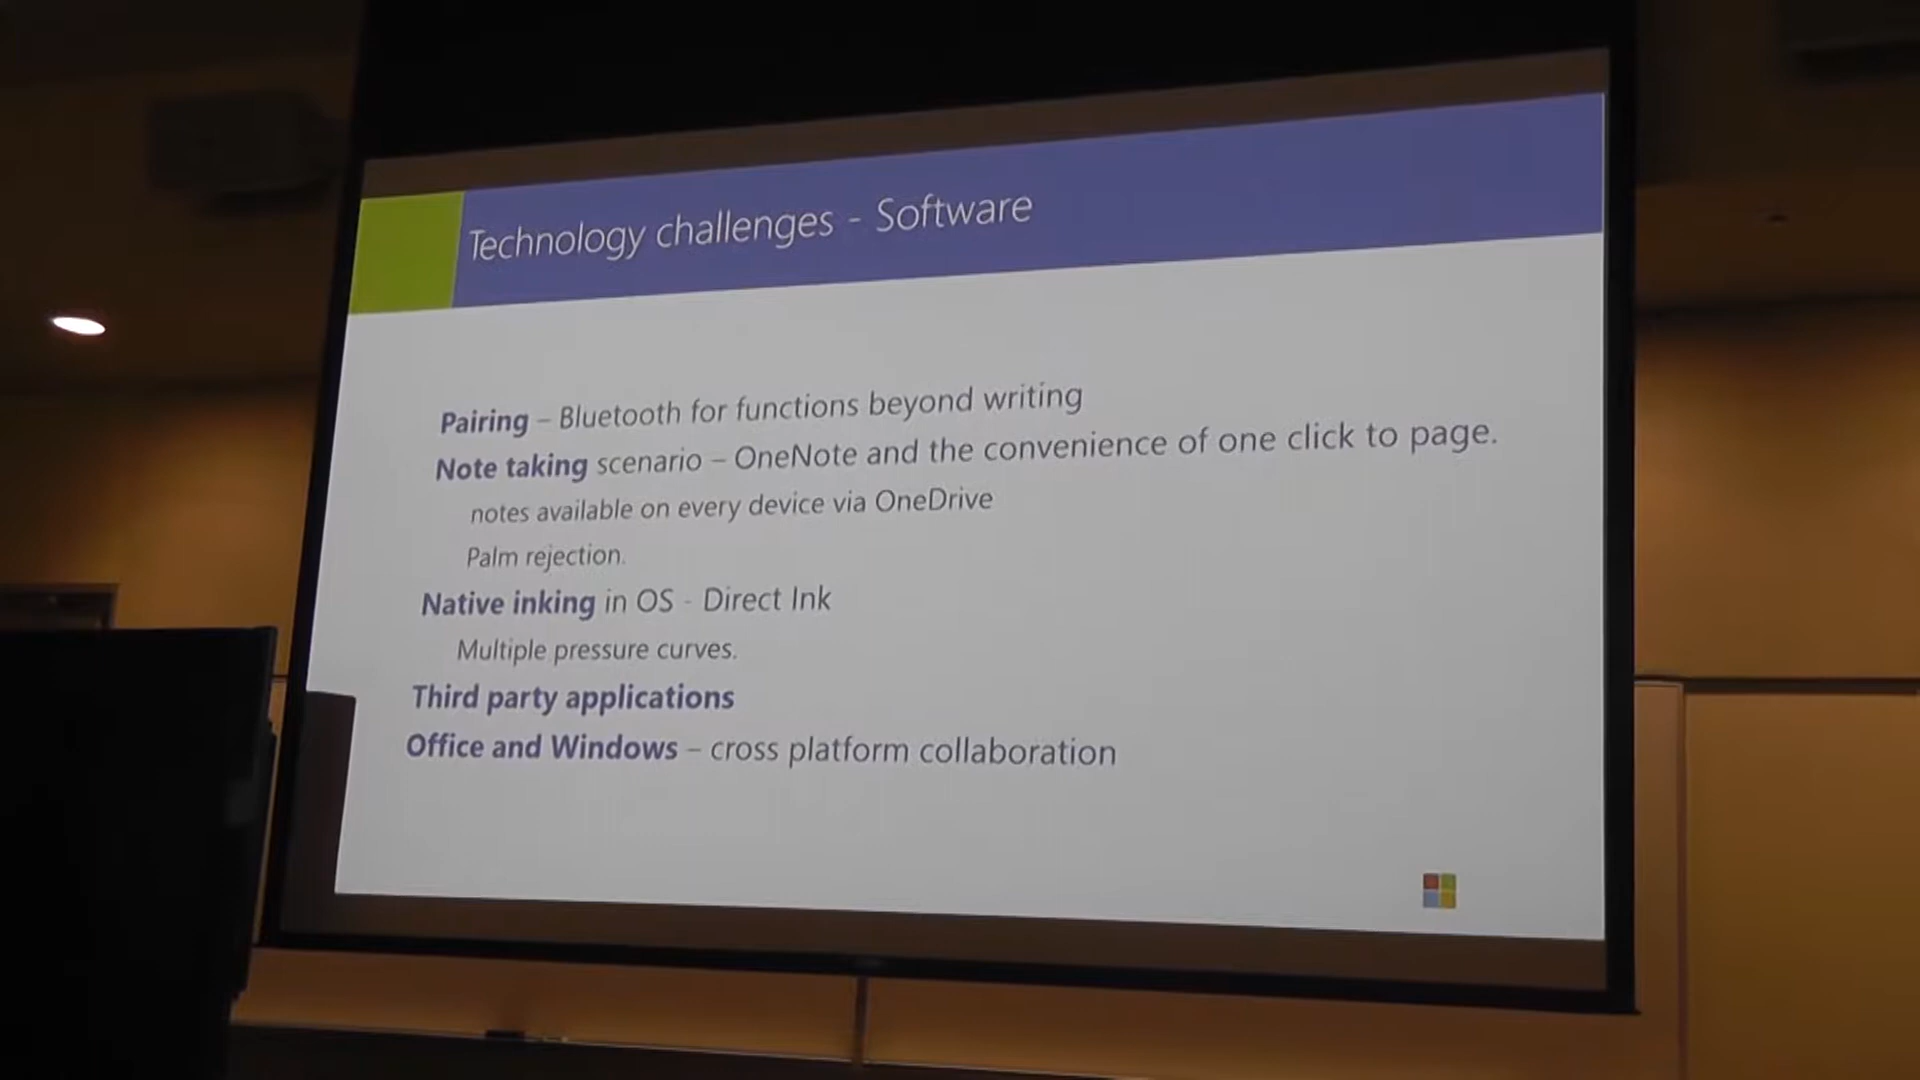 Technology challenges - Software
Pairing – Bluetooth for functions beyond writing
Note taking scenario – OneNote and the convenience of one click to page.
notes available on every device via OneDrive
Palm rejection.
Native inking in OS - Direct Ink
Multiple pressure curves.
Third party applications
Office and Windows – cross platform collaboration